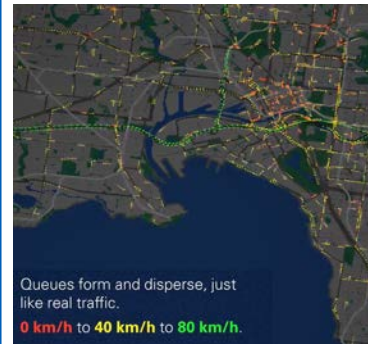 Queues form and disperse, just
like real traffic.
0 km/h to 40 km/h to 80 km/h.